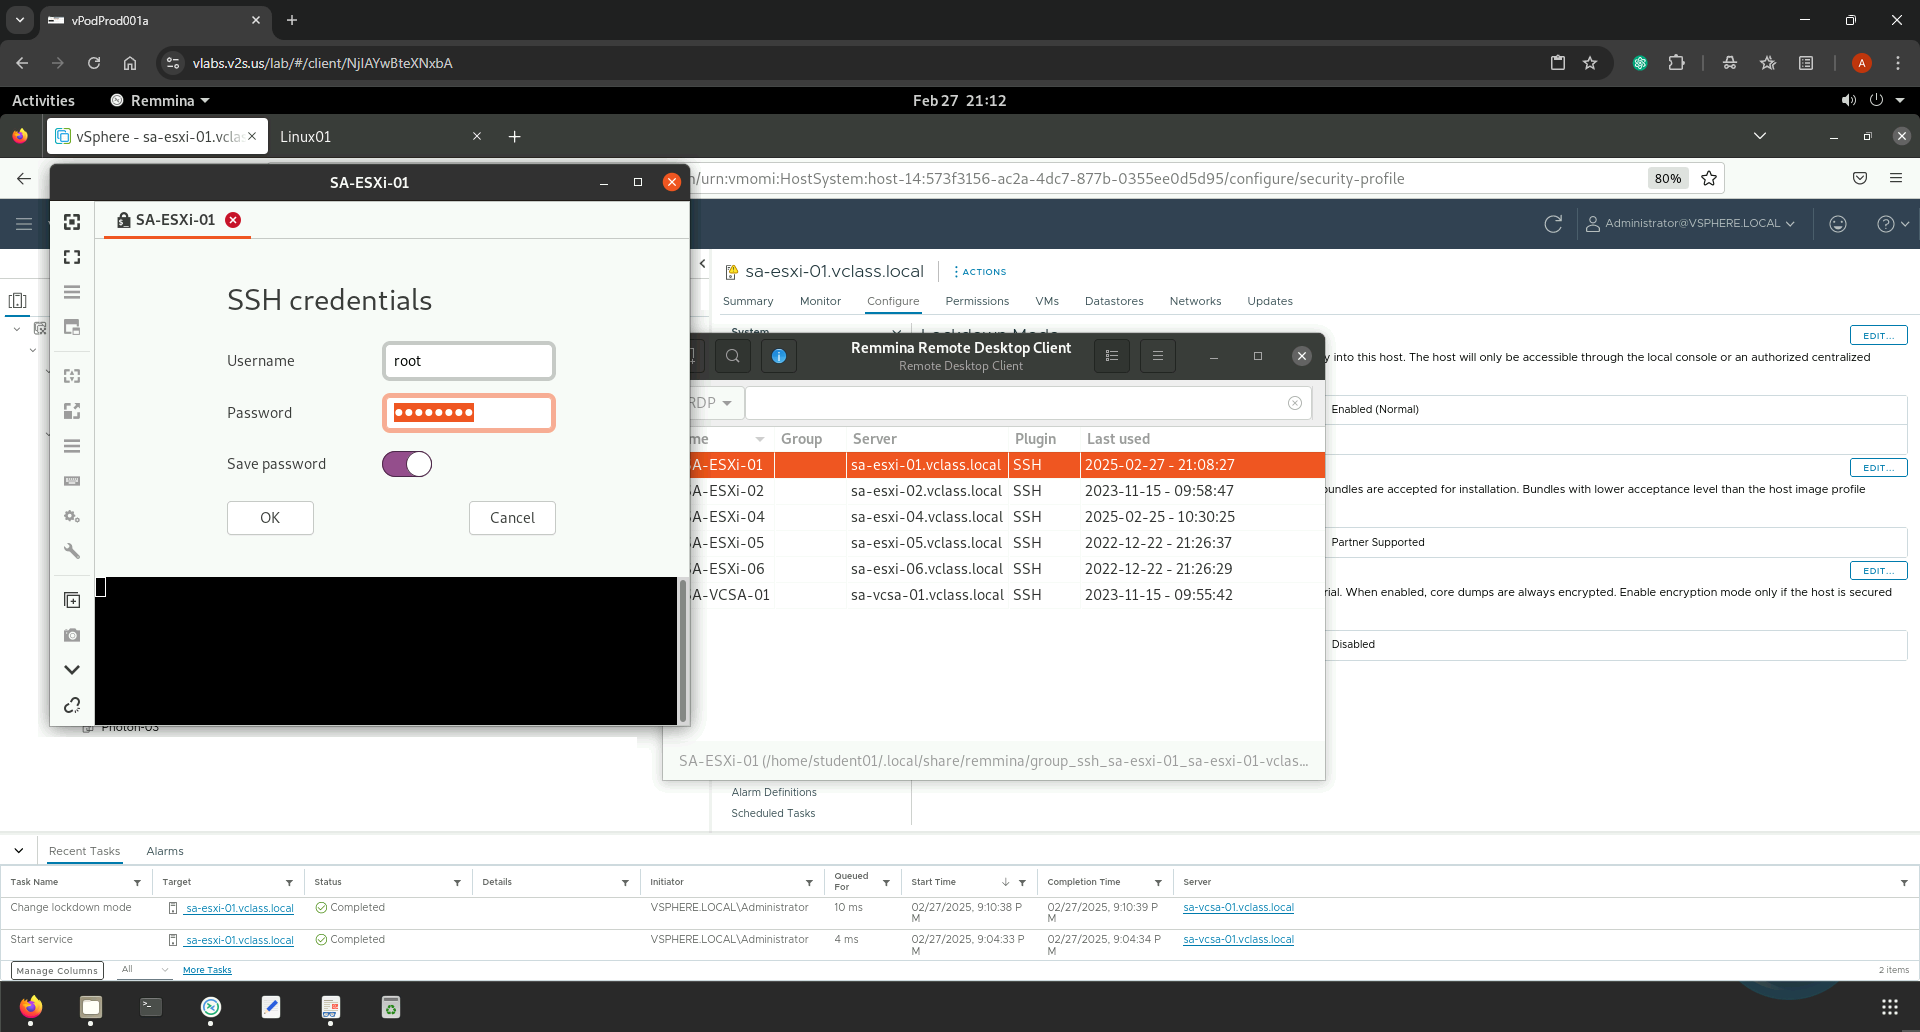 vPodProd001a
vlabs.v2s.us/lab/#/client/NjIAYwBteXNxbA
A
Activities
Remmina
Feb 27 21:12
vSphere - sa-esxi-01.vclas
Linux01
n/urn:vmomi:HostSystem:host-14:573f3156-ac2a-4dc7-877b-0355ee0d5d95/configure/security-profile
80%
SA-ESXi-01
SA-ESXi-01
SSH credentials
Username
root
Password
Save password
OK
Cancel
Administrator@VSPHERE.LOCAL
sa-esxi-01.vclass.local
ACTIONS
Summary
Monitor
Configure
Permissions
VMs
Datastores
Networks
Updates
System
Lockdown Mode
EDIT...
y into this host. The host will only be accessible through the local console or an authorized centralized
Enabled (Normal)
EDIT...
bundles are accepted for installation. Bundles with lower acceptance level than the host image profile
Partner Supported
EDIT...
rial. When enabled, core dumps are always encrypted. Enable encryption mode only if the host is secured
Disabled
Remmina Remote Desktop Client
Remote Desktop Client
RDP
me Group Server Plugin Last used
A-ESXi-01 sa-esxi-01.vclass.local SSH 2025-02-27 - 21:08:27
A-ESXi-02 sa-esxi-02.vclass.local SSH 2023-11-15 - 09:58:47
A-ESXi-04 sa-esxi-04.vclass.local SSH 2025-02-25 - 10:30:25
A-ESXi-05 sa-esxi-05.vclass.local SSH 2022-12-22 - 21:26:37
A-ESXi-06 sa-esxi-06.vclass.local SSH 2022-12-22 - 21:26:29
A-VCSA-01 sa-vcsa-01.vclass.local SSH 2023-11-15 - 09:55:42
SA-ESXi-01 (/home/student01/.local/share/remmina/group_ssh_sa-esxi-01_sa-esxi-01-vclas...
Photon-03
Alarm Definitions
Scheduled Tasks
Recent Tasks
Alarms
Task Name Target Status Details Initiator Queued For Start Time Completion Time Server
Change lockdown mode sa-esxi-01.vclass.local Completed VSPHERE.LOCAL\Administrator 10 ms 02/27/2025, 9:10:38 PM 02/27/2025, 9:10:39 PM sa-vcsa-01.vclass.local
Start service sa-esxi-01.vclass.local Completed VSPHERE.LOCAL\Administrator 4 ms 02/27/2025, 9:04:33 PM 02/27/2025, 9:04:34 PM sa-vcsa-01.vclass.local
Manage Columns
All
More Tasks
2 items